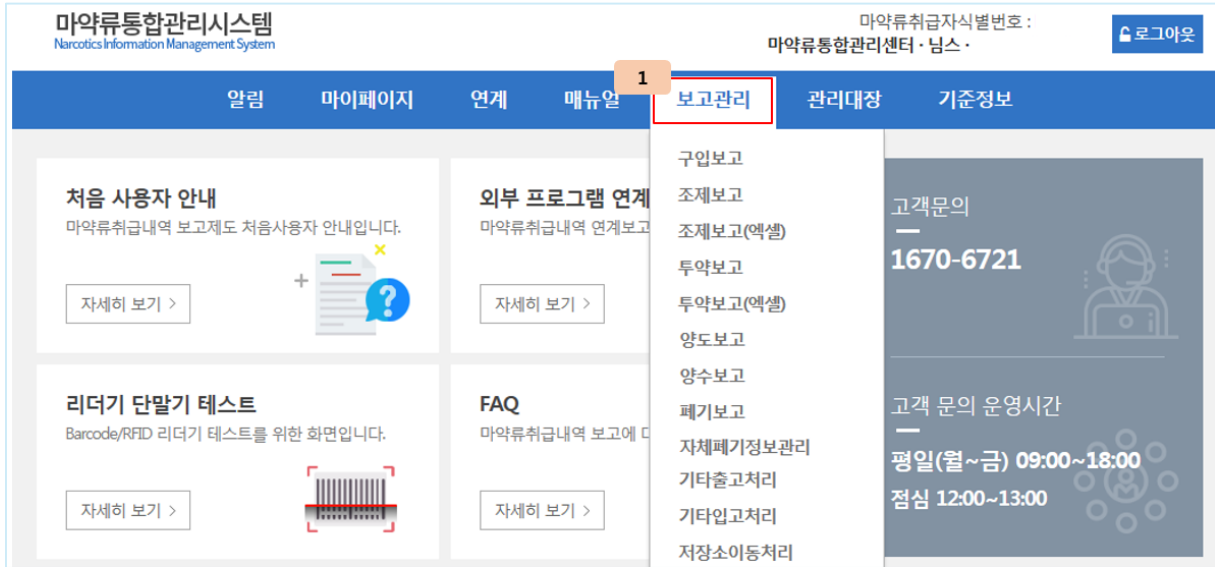 마약류통합관리시스템
Narcotics Information Management System
마약류취급자식별번호 :
마약류통합관리센터 · 님스 ·
로그아웃
1
알림 마이페이지 연계 매뉴얼 보고관리 관리대장 기준정보
구입보고
조제보고
조제보고(엑셀)
투약보고
투약보고(엑셀)
양도보고
양수보고
폐기보고
자체폐기정보관리
기타출고처리
기타입고처리
저장소이동처리
처음 사용자 안내
마약류취급내역 보고제도 처음사용자 안내입니다.
자세히 보기 >
외부 프로그램 연계
마약류취급내역 연계보고
자세히 보기 >
고객문의
1670-6721
리더기 단말기 테스트
Barcode/RFID 리더기 테스트를 위한 화면입니다.
자세히 보기 >
FAQ
마약류취급내역 보고에
자세히 보기 >
고객 문의 운영시간
평일(월~금) 09:00~18:00
점심 12:00~13:00